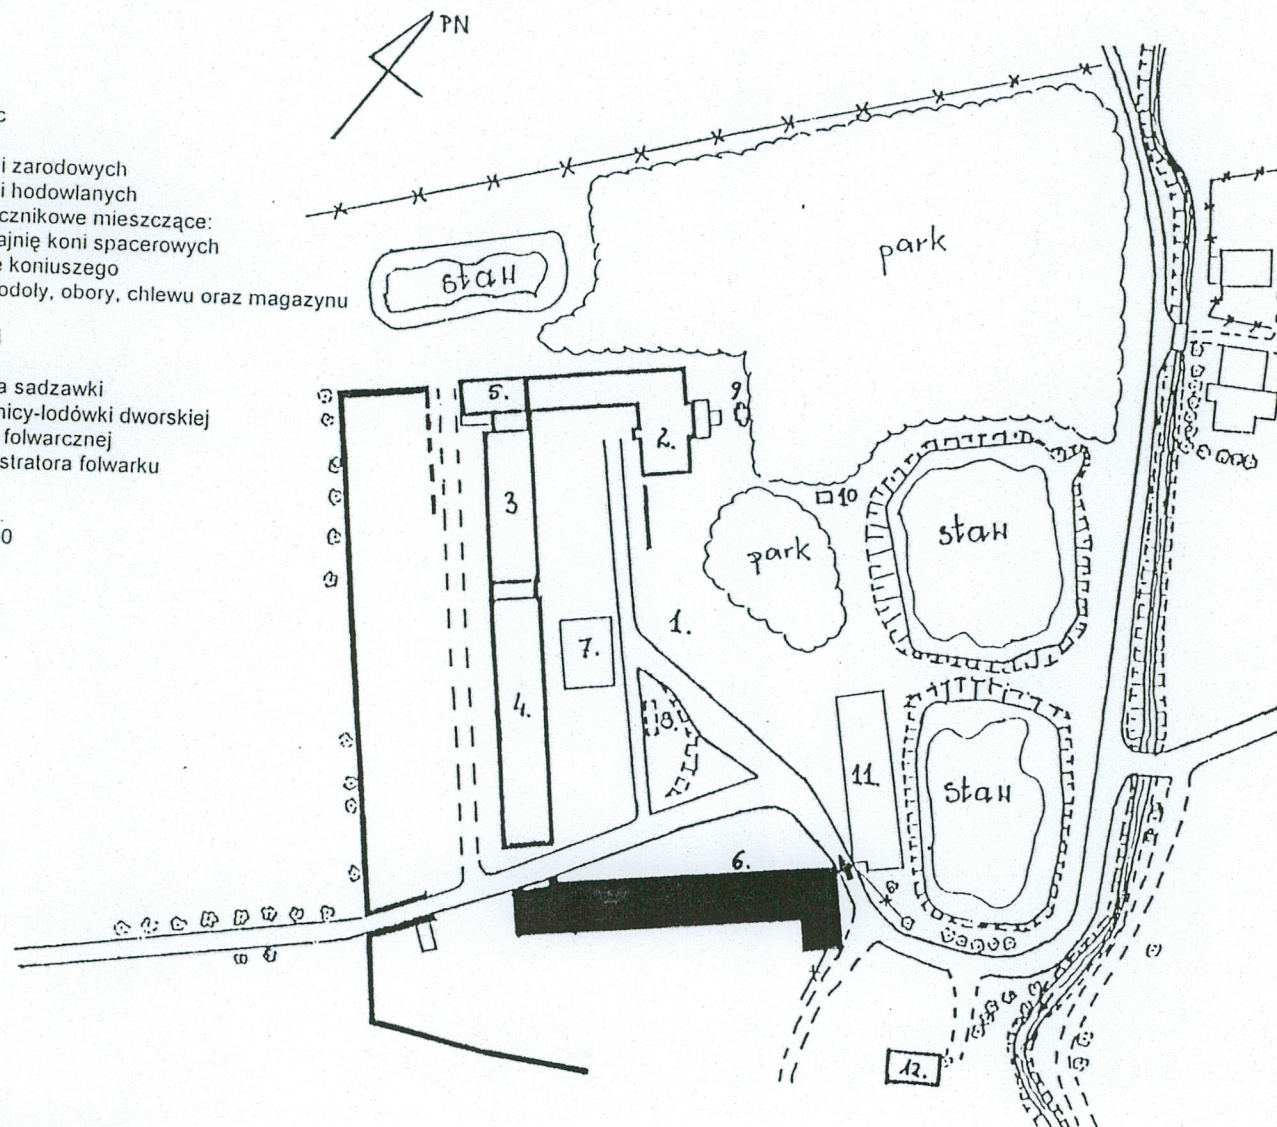 PN
c
i zarodowych
i hodowlanych
cznikowe mieszczące:
ajnię koni spacerowych
e koniuszego
odoly, obory, chlewu oraz magazynu
a sadzawki
nicy-lodówki dworskiej
folwarcznej
stratora folwarku
0
park
staw
5.
9
2.
3
10
staw
park
1.
7.
4.
8.
11.
staw
6.
12.